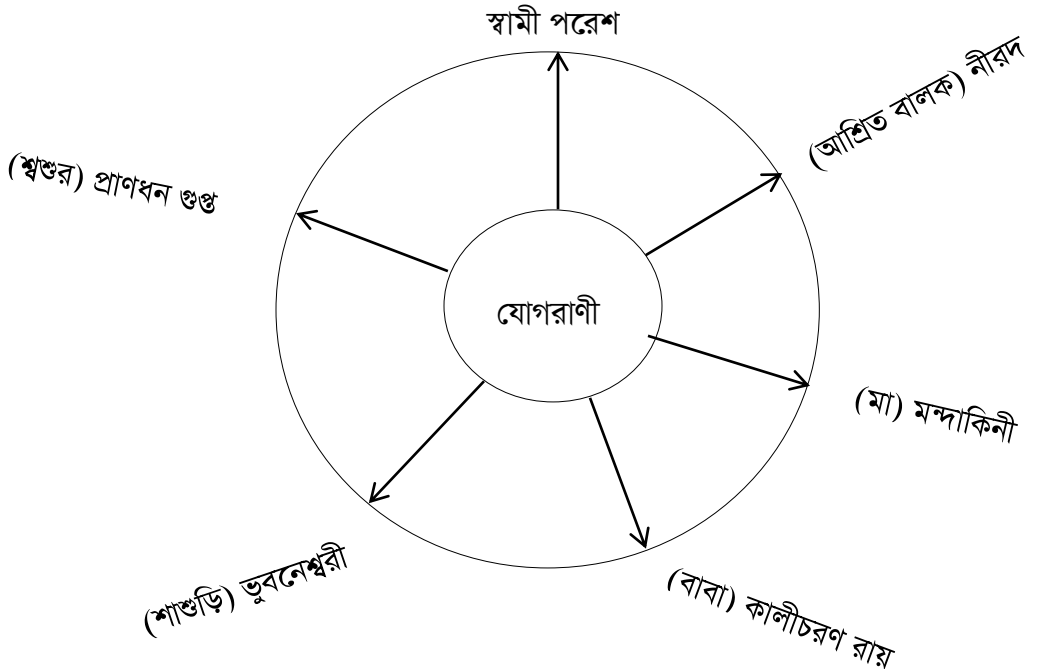 স্বামী পরেশ
(আশ্রিত বালক) নীরদ
(শ্বশুর) প্রাণধন গুপ্ত
যোগরাণী
(মা) মন্দাকিনী
(শাশুড়ি) ভুবনেশ্বরী
(বাবা) কালীচরণ রায়